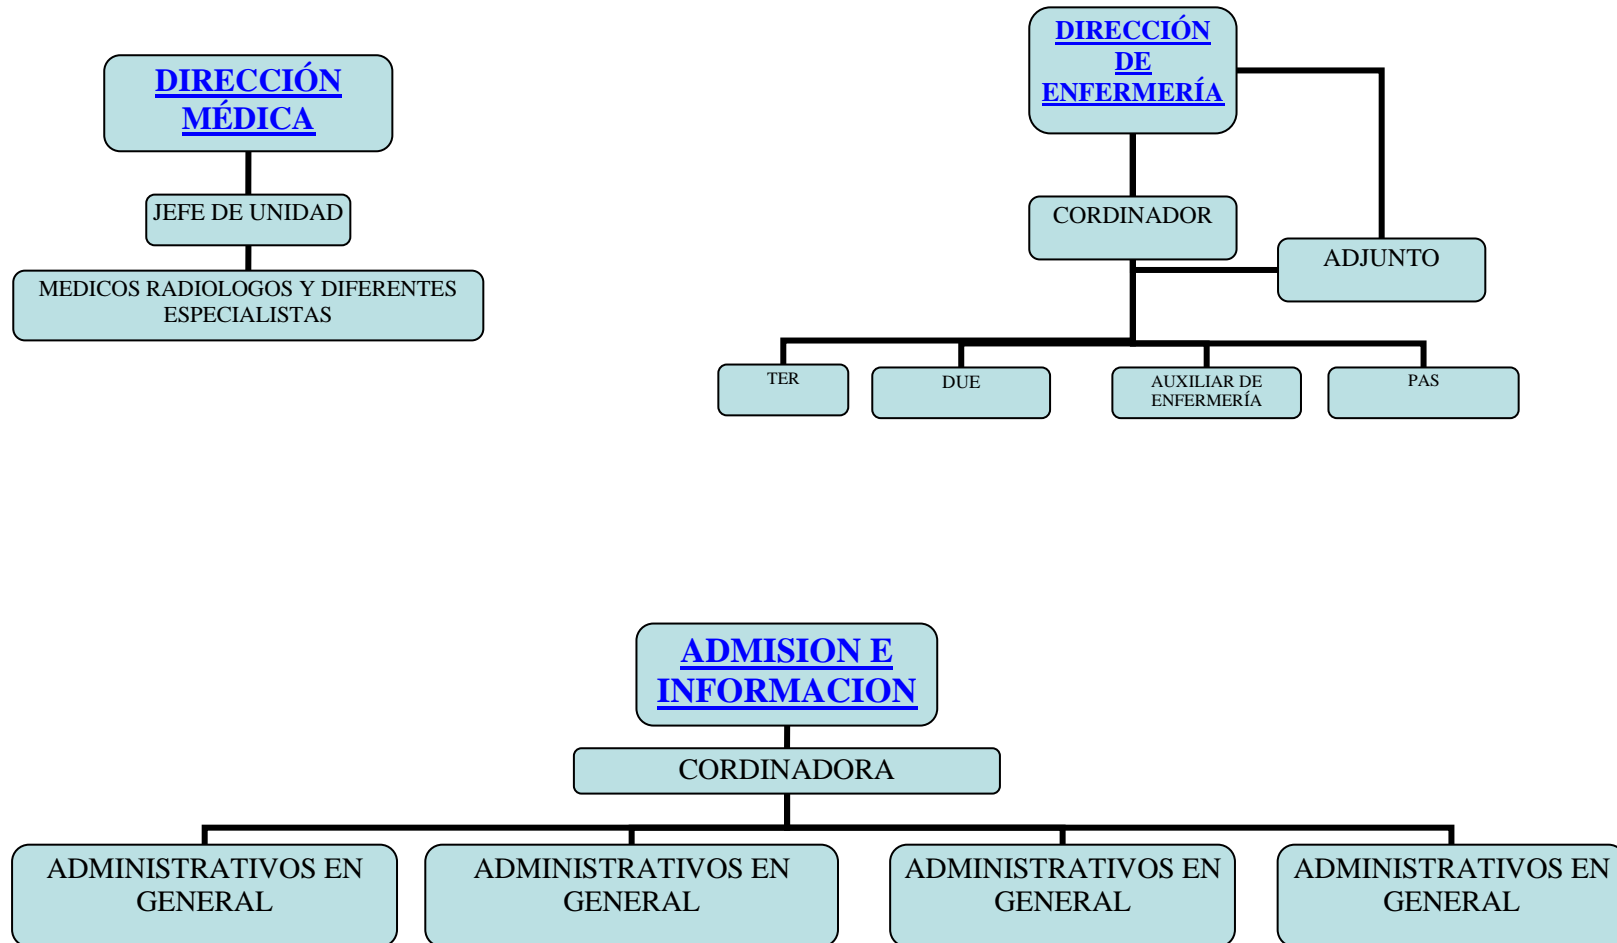 DIRECCIÓN
MÉDICA
JEFE DE UNIDAD
MEDICOS RADIOLOGOS Y DIFERENTES
ESPECIALISTAS
DIRECCIÓN
DE
ENFERMERÍA
CORDINADOR
ADJUNTO
TER
DUE
AUXILIAR DE
ENFERMERÍA
PAS
ADMISION E
INFORMACION
CORDINADORA
ADMINISTRATIVOS EN
GENERAL
ADMINISTRATIVOS EN
GENERAL
ADMINISTRATIVOS EN
GENERAL
ADMINISTRATIVOS EN
GENERAL